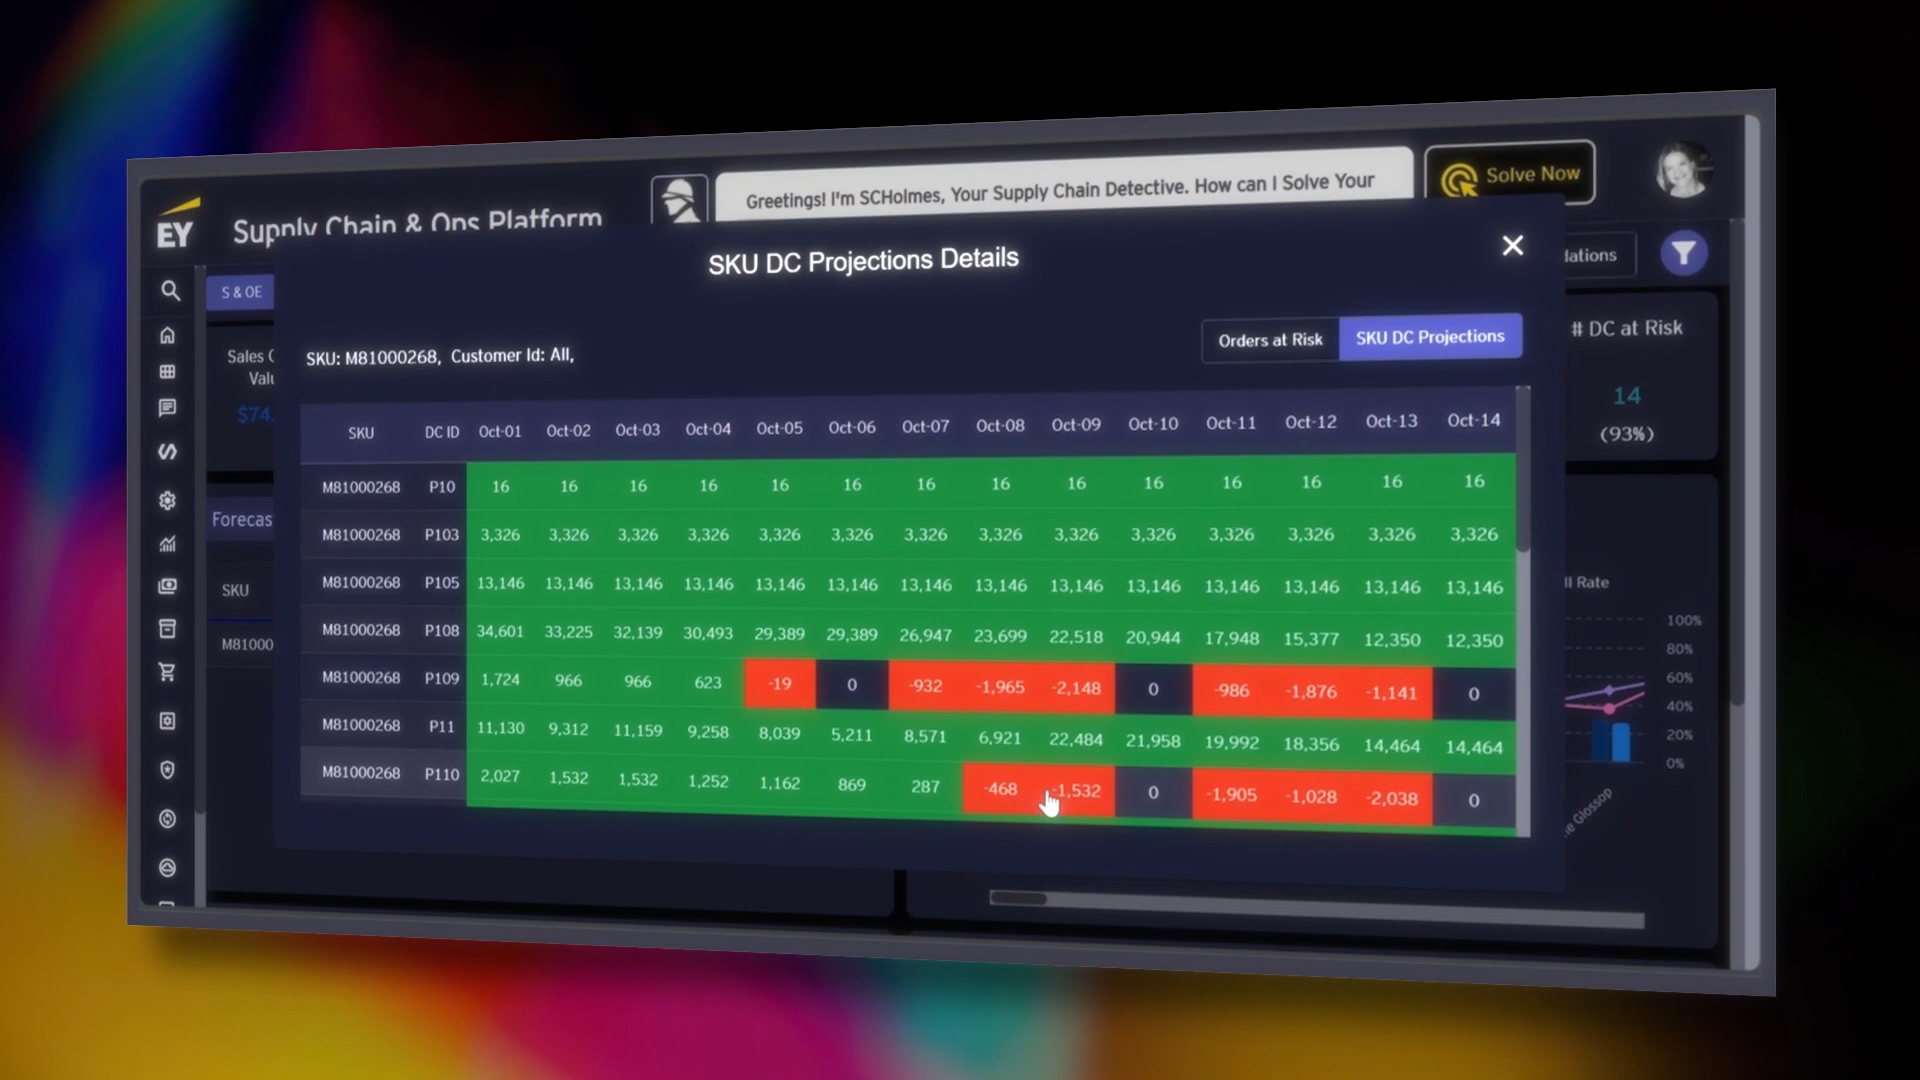 EY
Supply Chain & Ops Platform
Greetings! I'm SCHolmes, Your Supply Chain Detective. How can I Solve Your
Solve Now
S & OE
SKU DC Projections Details
Sales
$74.
SKU: M81000268, Customer Id: All,
Orders at Risk
SKU DC Projections
# DC at Risk
14
(93%)
SKU DC ID Oct-01 Oct-02 Oct-03 Oct-04 Oct-05 Oct-06 Oct-07 Oct-08 Oct-09 Oct-10 Oct-11 Oct-12 Oct-13 Oct-14
M81000268 P10 16 16 16 16 16 16 16 16 16 16 16 16 16 16
M81000268 P103 3,326 3,326 3,326 3,326 3,326 3,326 3,326 3,326 3,326 3,326 3,326 3,326 3,326 3,326
M81000268 P105 13,146 13,146 13,146 13,146 13,146 13,146 13,146 13,146 13,146 13,146 13,146 13,146 13,146 13,146
M81000268 P108 34,601 33,225 32,139 30,493 29,389 29,389 26,947 23,699 22,518 20,944 17,948 15,377 12,350 12,350
M81000268 P109 1,724 966 966 623 -19 0 -932 -1,965 -2,148 0 -986 -1,876 -1,141 0
M81000268 P11 11,130 9,312 11,159 9,258 8,039 5,211 8,571 6,921 22,484 21,958 19,992 18,356 14,464 14,464
M81000268 P110 2,027 1,532 1,532 1,252 1,162 869 287 -468 -1,532 0 -1,905 -1,028 -2,038 0
Forecas
SKU
M81000
Rate
100%
80%
60%
40%
20%
0%
Glossop